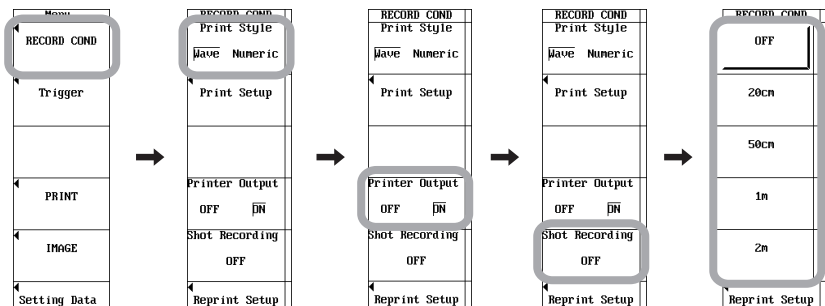 Menu
RECORD COND
Trigger
PRINT
IMAGE
Setting Data
RECORD COND
Print Style
Wave Numeric
Print Setup
Printer Output
OFF ON
Shot Recording
OFF
Reprint Setup
RECORD COND
Print Style
Wave Numeric
Print Setup
Printer Output
OFF ON
Shot Recording
OFF
Reprint Setup
RECORD COND
Print Style
Wave Numeric
Print Setup
Printer Output
OFF ON
Shot Recording
OFF
Reprint Setup
RECORD COND
OFF
20cm
50cm
1m
2m
Reprint Setup